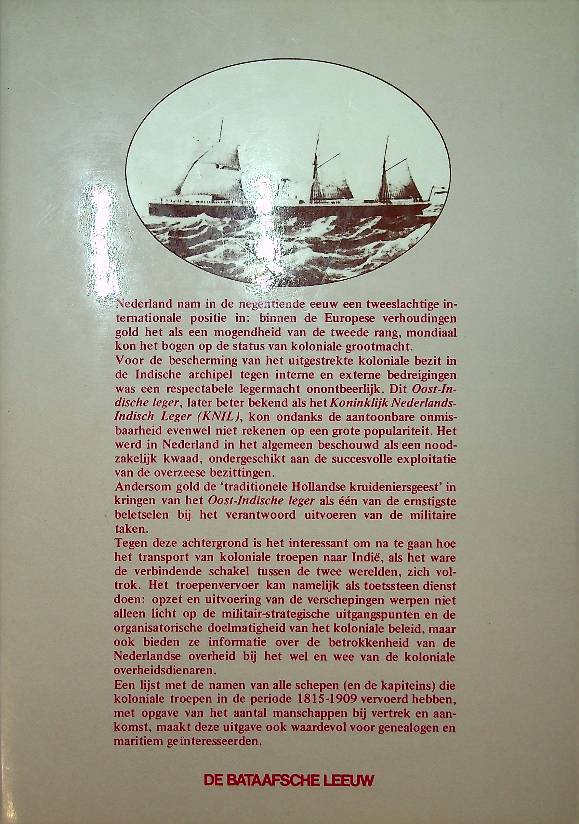 Nederland nam in de negentiende eeuw een tweeslachtige in-
ternationale positie in: binnen de Europese verhoudingen
gold het als een mogendheid van de tweede rang, mondiaal
kon het bogen op de status van koloniale grootmacht.
Voor de bescherming van het uitgestrekte koloniale bezit in
de Indische archipel tegen interne en externe bedreigingen
was een respectabele legermacht onontbeerlijk. Dit Oost-In-
dische leger, later beter bekend als het Koninklijk Nederlands-
Indisch Leger (KNIL), kon ondanks de aantoonbare onmis-
baarheid evenwel niet rekenen op een grote populariteit. Het
werd in Nederland in het algemeen beschouwd als een nood-
zakelijk kwaad, ondergeschikt aan de succesvolle exploitatie
van de overzeese bezittingen.
Andersom gold de 'traditionele Hollandse kruideniersgeest' in
kringen van het Oost-Indische leger als één van de ernstigste
beletselen bij het verantwoord uitvoeren van de militaire
taken.
Tegen deze achtergrond is het interessant om na te gaan hoe
het transport van koloniale troepen naar Indië, als het ware
de verbindende schakel tussen de twee werelden, zich vol-
trok. Het troepenvervoer kan namelijk als toetssteen dienst
doen: opzet en uitvoering van de verschepingen werpen niet
alleen licht op de militair-strategische uitgangspunten en de
organisatorische doelmatigheid van het koloniale beleid, maar
ook bieden ze informatie over de betrokkenheid van de
Nederlandse overheid bij het wel en wee van de koloniale
overheidsdienaren.
Een lijst met de namen van alle schepen (en de kapiteins) die
koloniale troepen in de periode 1815-1909 vervoerd hebben,
met opgave van het aantal manschappen bij vertrek en aan-
komst, maakt deze uitgave ook waardevol voor genealogen en
maritiem geïnteresseerden.
DE BATAAFSCHE LEEUW